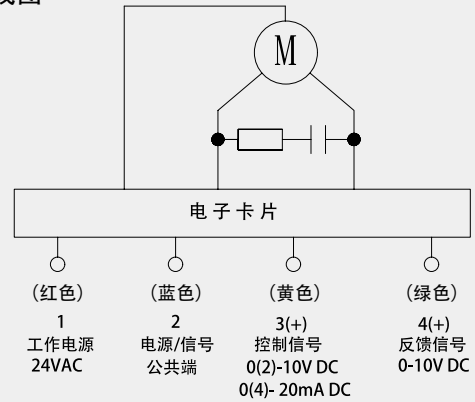 M
电子卡片
(红色) (蓝色) (黄色) (绿色)
1 2 3(+) 4(+)
工作电源 电源/信号 控制信号 反馈信号
24VAC 公共端 0(2)-10V DC 0-10V DC
0(4)- 20mA DC